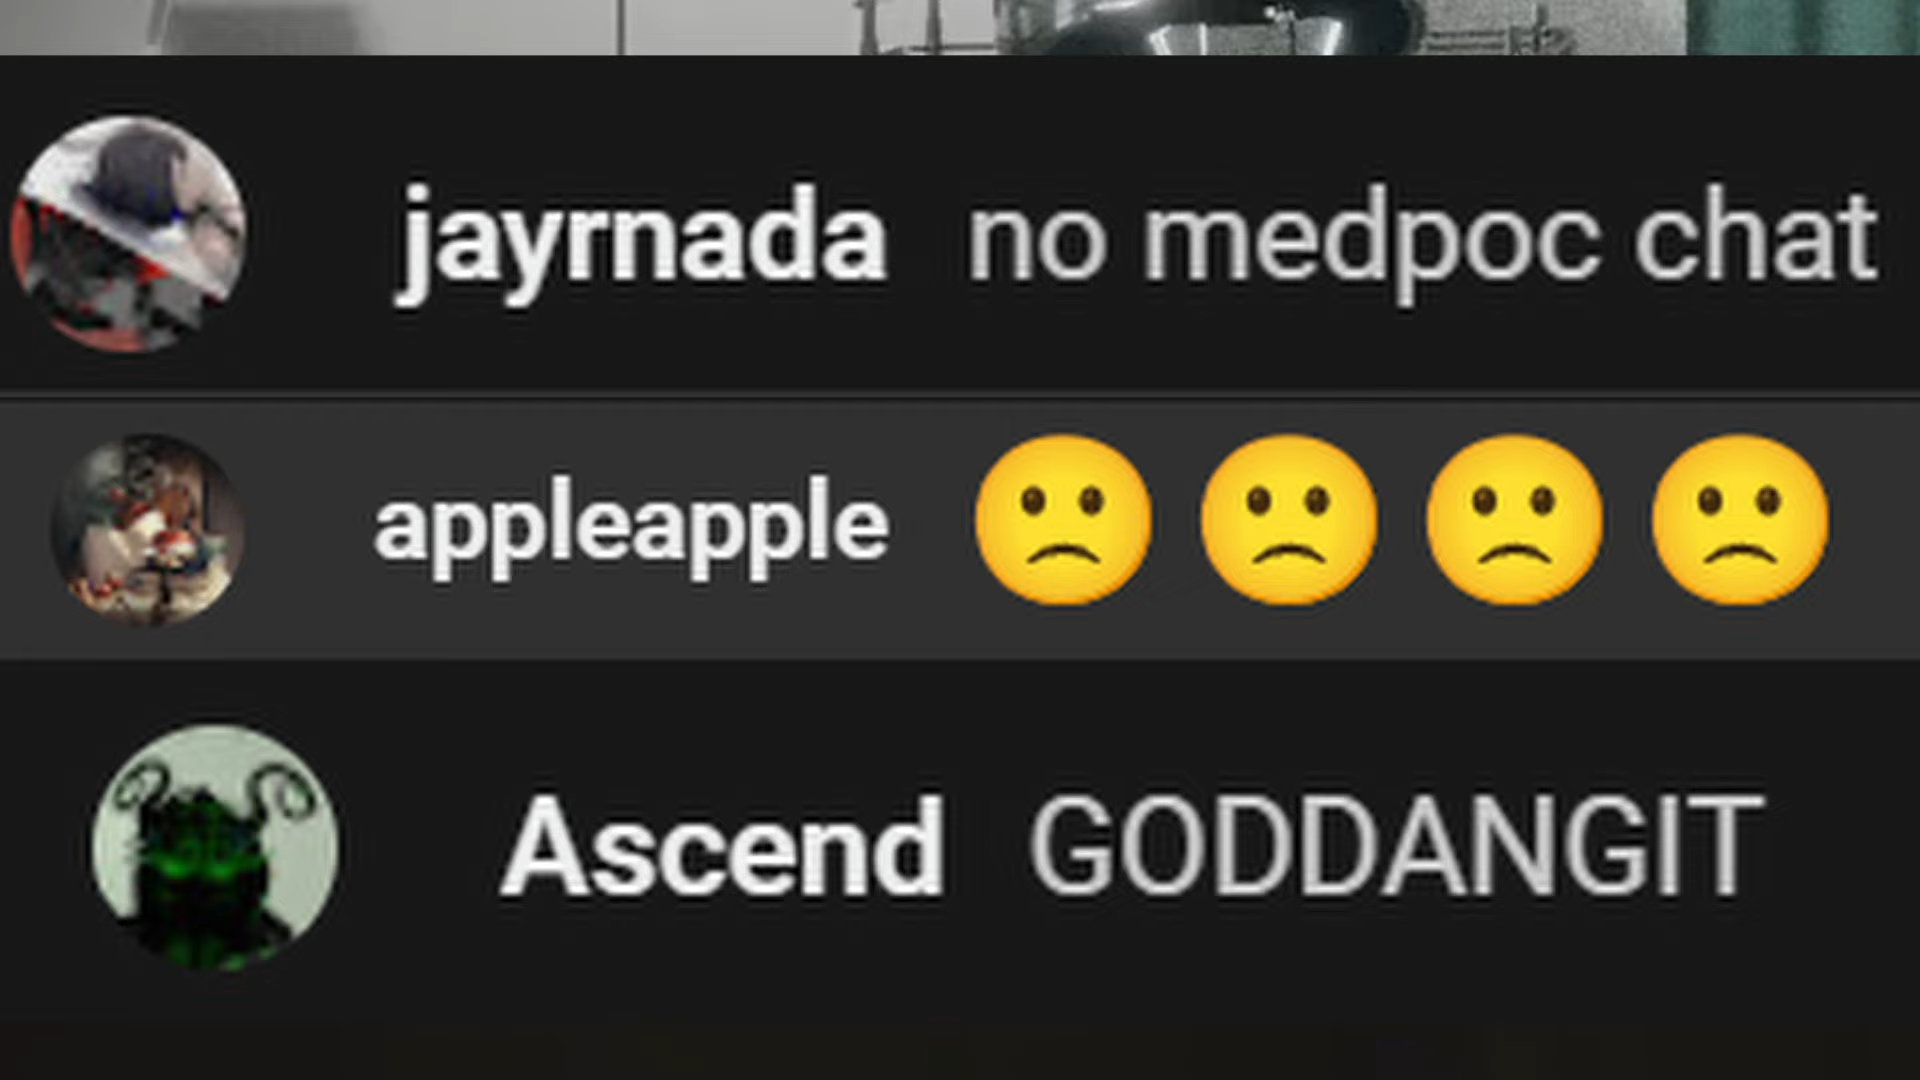 jayrnada no medpoc chat
appleapple 🙁 🙁 🙁 🙁
Ascend GODDANGIT